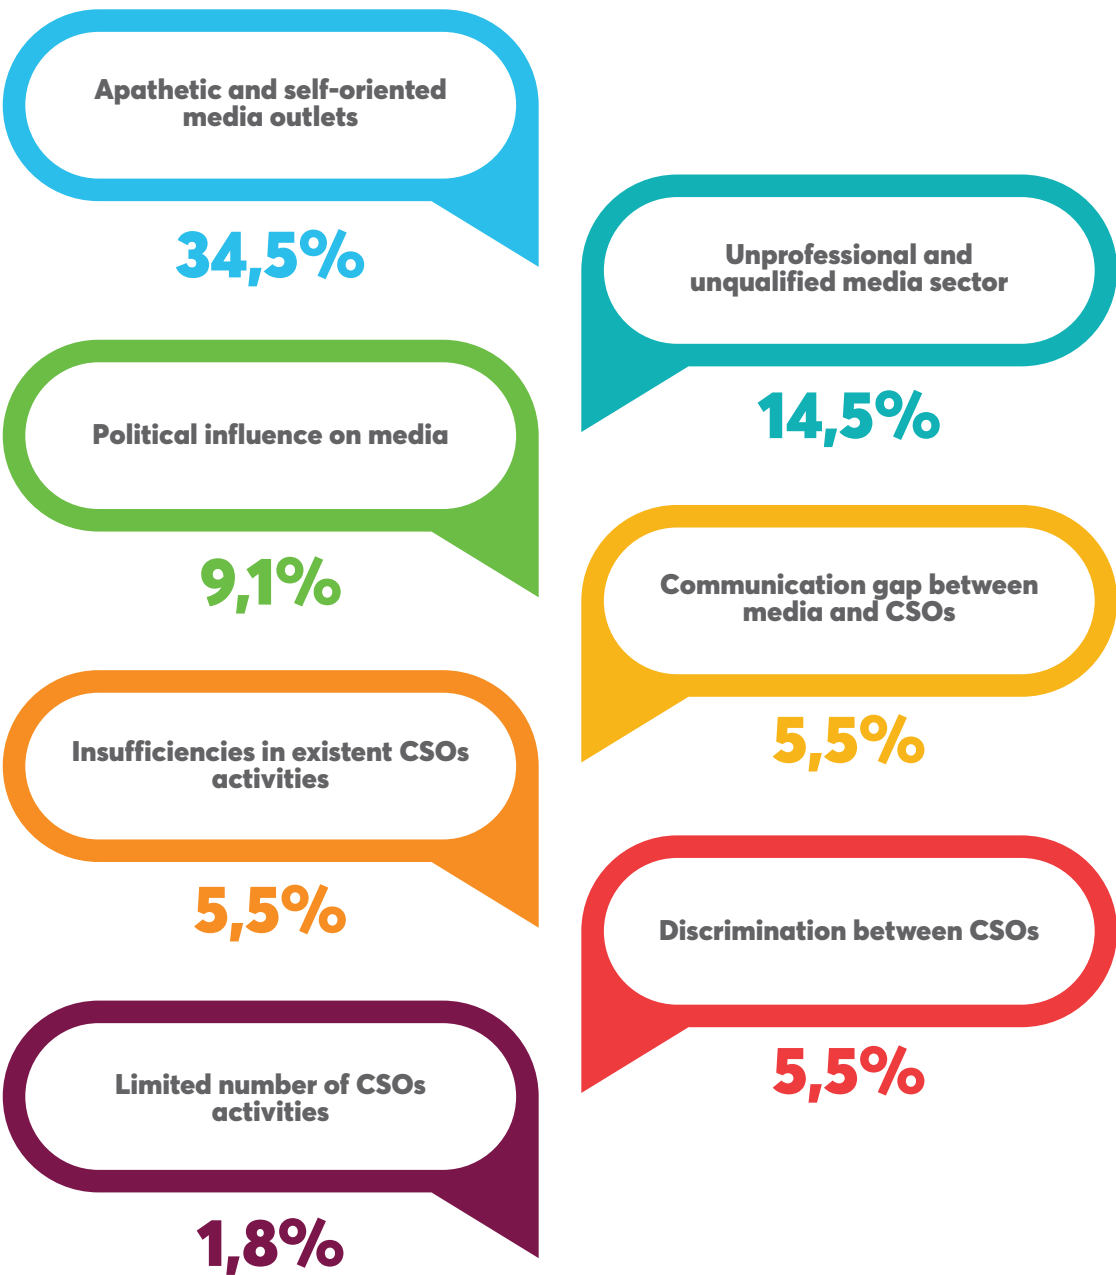 Apathetic and self-oriented
media outlets
34,5%
Unprofessional and
unqualified media sector
14,5%
Political influence on media
9,1%
Communication gap between
media and CSOs
5,5%
Insufficiencies in existent CSOs
activities
5,5%
Discrimination between CSOs
5,5%
Limited number of CSOs
activities
1,8%